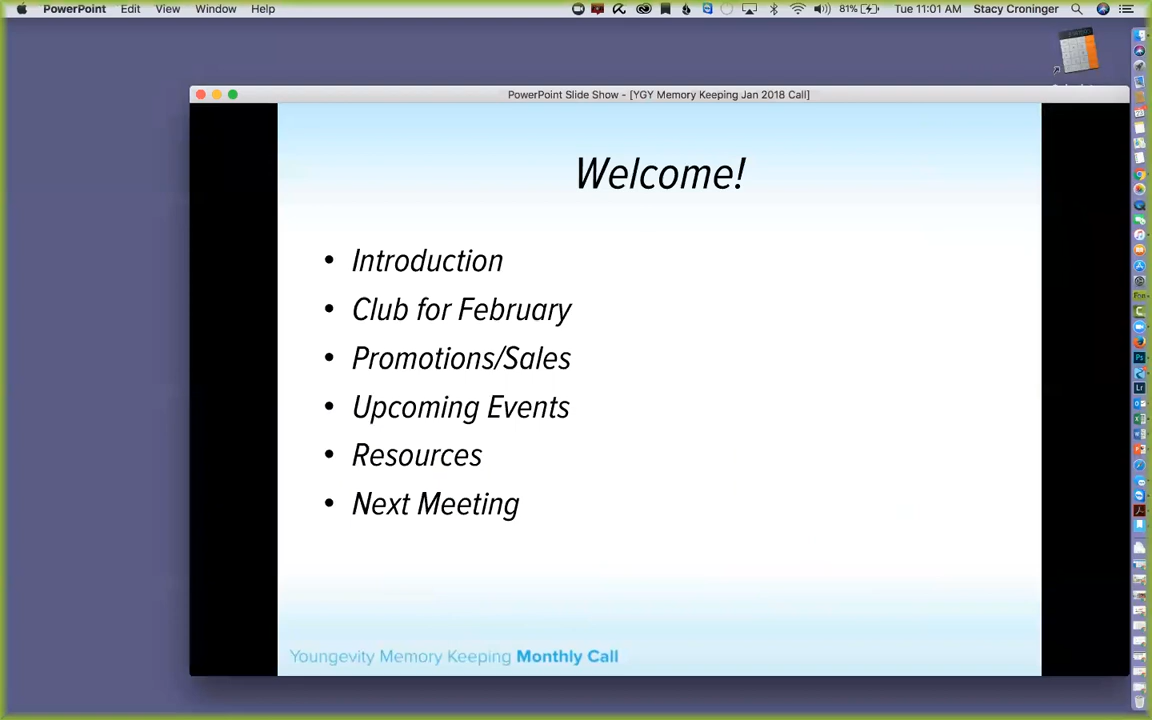 PowerPoint Edit View Window Help 81% Tue 11:01 AM Stacy Croninger
PowerPoint Slide Show - [YGY Memory Keeping Jan 2018 Call]
Welcome!
• Introduction
• Club for February
• Promotions/Sales
• Upcoming Events
• Resources
• Next Meeting
Youngevity Memory Keeping Monthly Call